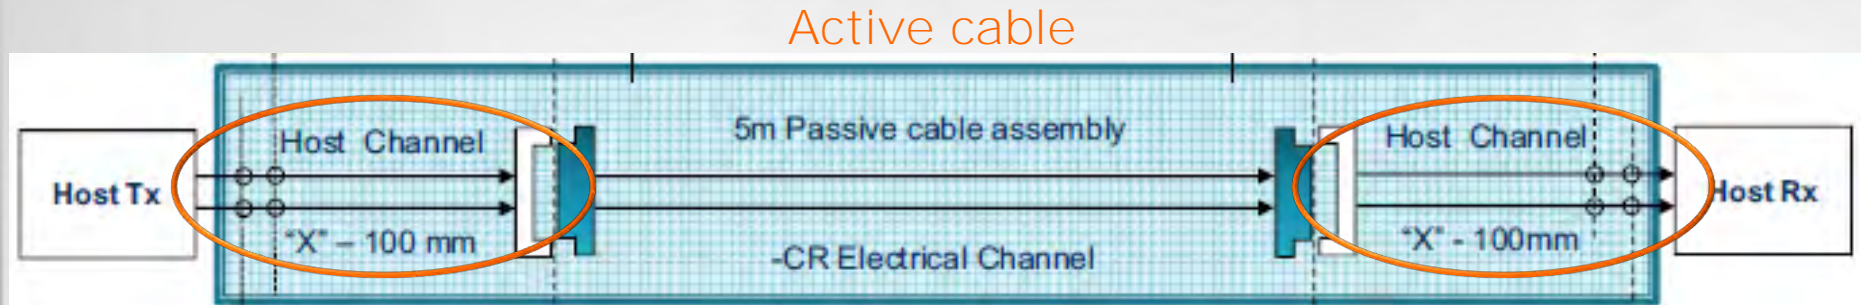 Active cable
Host Tx
Host Channel
"X" – 100 mm
5m Passive cable assembly
-CR Electrical Channel
Host Channel
"X" - 100mm
Host Rx